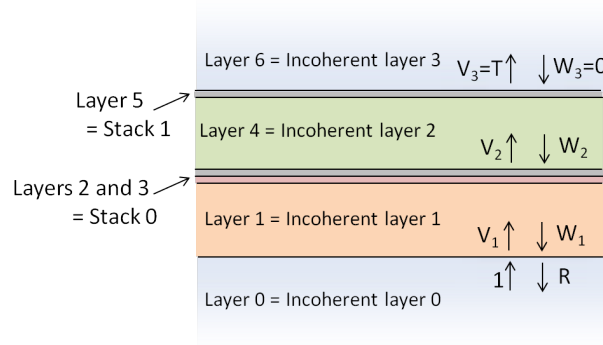 Layer 6 = Incoherent layer 3
V₃=T↑ ↓W₃=0
Layer 5
= Stack 1
Layer 4 = Incoherent layer 2
V₂↑ ↓W₂
Layers 2 and 3
= Stack 0
Layer 1 = Incoherent layer 1
V₁↑ ↓W₁
1↑ ↓R
Layer 0 = Incoherent layer 0